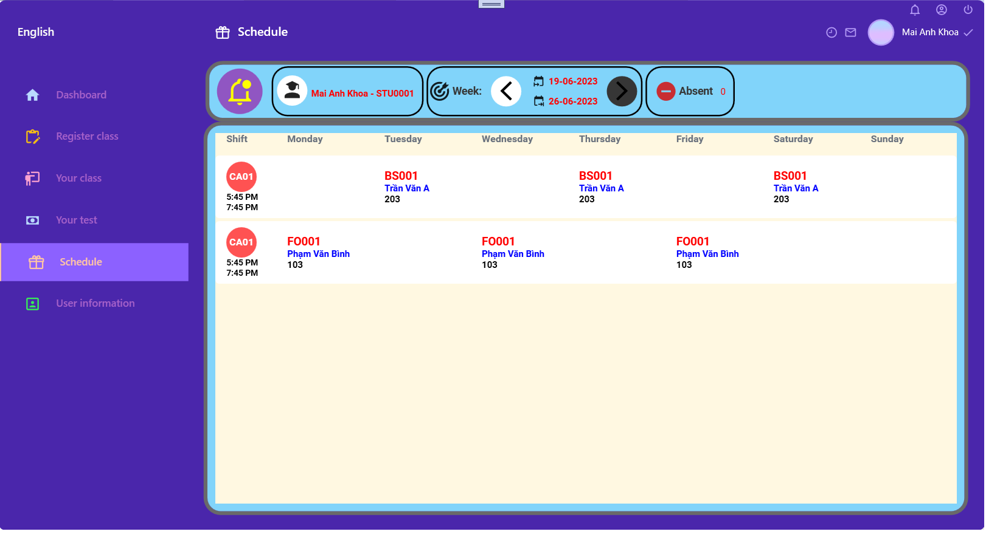 English
Schedule
Mai Anh Khoa
Dashboard
Register class
Your class
Your test
Schedule
User information
Mai Anh Khoa - STU0001
Week:
19-06-2023
26-06-2023
Absent 0
Shift Monday Tuesday Wednesday Thursday Friday Saturday Sunday
CA01
5:45 PM
7:45 PM
BS001
Trần Văn A
203
BS001
Trần Văn A
203
BS001
Trần Văn A
203
CA01
5:45 PM
7:45 PM
FO001
Phạm Văn Bình
103
FO001
Phạm Văn Bình
103
FO001
Phạm Văn Bình
103